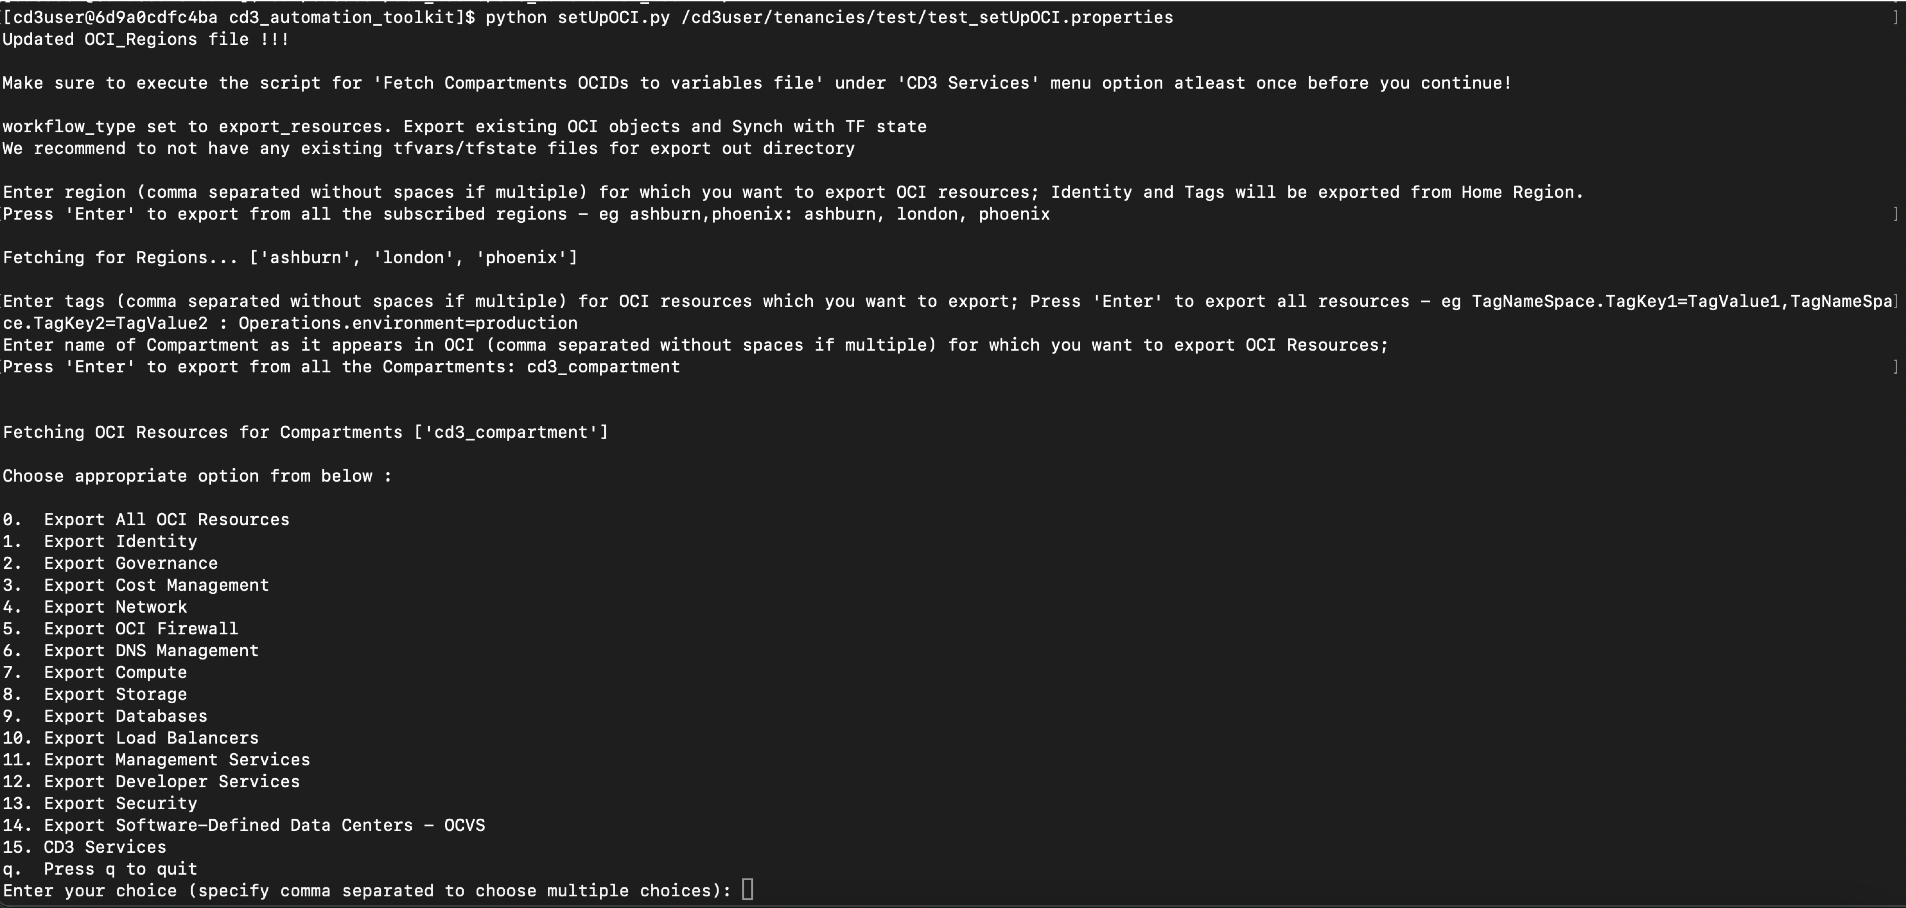 [[cd3user@6d9a0cdfc4ba cd3_automation_toolkit]$ python setUpOCI.py /cd3user/tenancies/test/test_setUpOCI.properties ]
Updated OCI_Regions file !!!
Make sure to execute the script for 'Fetch Compartments OCIDs to variables file' under 'CD3 Services' menu option atleast once before you continue!
workflow_type set to export_resources. Export existing OCI objects and Synch with TF state
We recommend to not have any existing tfvars/tfstate files for export out directory
Enter region (comma separated without spaces if multiple) for which you want to export OCI resources; Identity and Tags will be exported from Home Region.
[Press 'Enter' to export from all the subscribed regions - eg ashburn,phoenix: ashburn, london, phoenix ]
Fetching for Regions... ['ashburn', 'london', 'phoenix']
[Enter tags (comma separated without spaces if multiple) for OCI resources which you want to export; Press 'Enter' to export all resources - eg TagNameSpace.TagKey1=TagValue1,TagNameSpa]
ce.TagKey2=TagValue2 : Operations.environment=production
Enter name of Compartment as it appears in OCI (comma separated without spaces if multiple) for which you want to export OCI Resources;
[Press 'Enter' to export from all the Compartments: cd3_compartment ]
Fetching OCI Resources for Compartments ['cd3_compartment']
Choose appropriate option from below :
0.  Export All OCI Resources
1.  Export Identity
2.  Export Governance
3.  Export Cost Management
4.  Export Network
5.  Export OCI Firewall
6.  Export DNS Management
7.  Export Compute
8.  Export Storage
9.  Export Databases
10. Export Load Balancers
11. Export Management Services
12. Export Developer Services
13. Export Security
14. Export Software-Defined Data Centers - OCVS
15. CD3 Services
q.  Press q to quit
Enter your choice (specify comma separated to choose multiple choices):